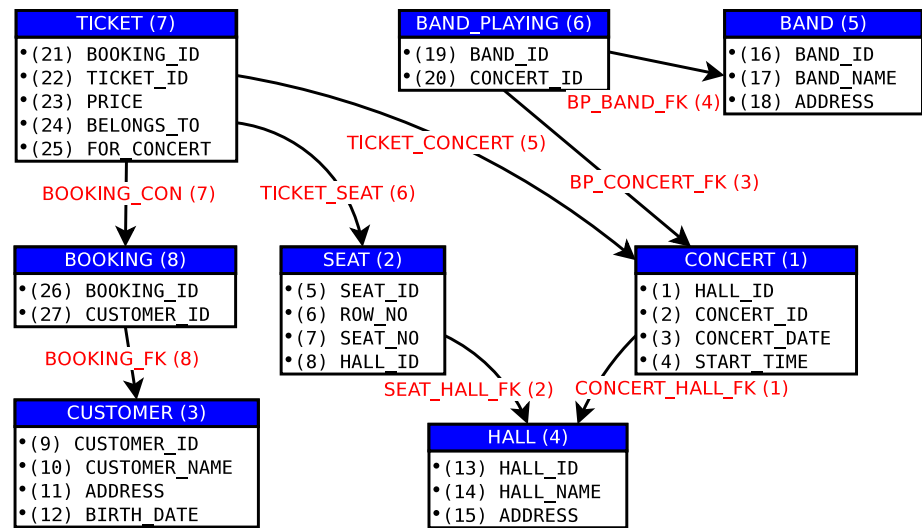 TICKET (7)
•(21) BOOKING_ID
•(22) TICKET_ID
•(23) PRICE
•(24) BELONGS_TO
•(25) FOR_CONCERT
BAND_PLAYING (6)
•(19) BAND_ID
•(20) CONCERT_ID
BAND (5)
•(16) BAND_ID
•(17) BAND_NAME
•(18) ADDRESS
BP_BAND_FK (4)
TICKET_CONCERT (5)
BP_CONCERT_FK (3)
BOOKING_CON (7)
TICKET_SEAT (6)
BOOKING (8)
•(26) BOOKING_ID
•(27) CUSTOMER_ID
SEAT (2)
•(5) SEAT_ID
•(6) ROW_NO
•(7) SEAT_NO
•(8) HALL_ID
CONCERT (1)
•(1) HALL_ID
•(2) CONCERT_ID
•(3) CONCERT_DATE
•(4) START_TIME
BOOKING_FK (8)
SEAT_HALL_FK (2)
CONCERT_HALL_FK (1)
CUSTOMER (3)
•(9) CUSTOMER_ID
•(10) CUSTOMER_NAME
•(11) ADDRESS
•(12) BIRTH_DATE
HALL (4)
•(13) HALL_ID
•(14) HALL_NAME
•(15) ADDRESS